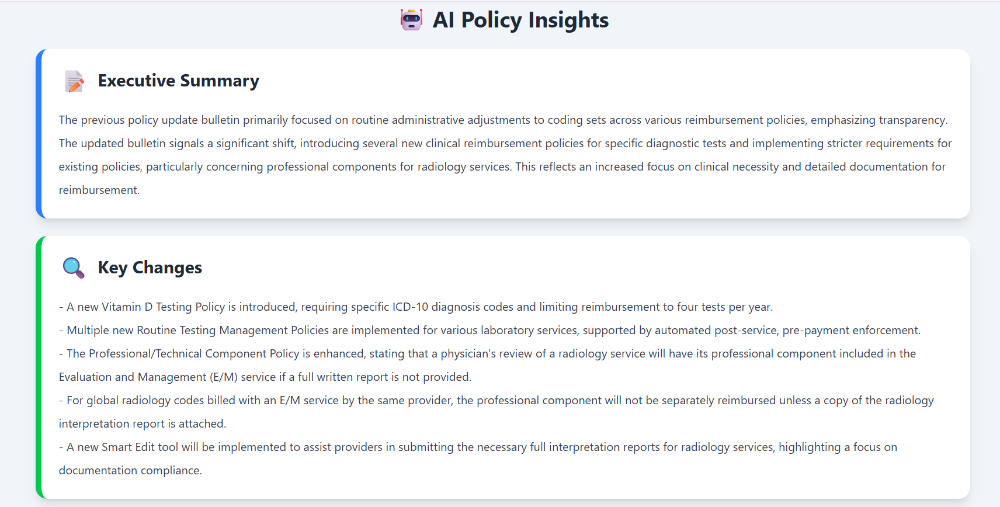 AI Policy Insights
Executive Summary
The previous policy update bulletin primarily focused on routine administrative adjustments to coding sets across various reimbursement policies, emphasizing transparency.
The updated bulletin signals a significant shift, introducing several new clinical reimbursement policies for specific diagnostic tests and implementing stricter requirements for
existing policies, particularly concerning professional components for radiology services. This reflects an increased focus on clinical necessity and detailed documentation for
reimbursement.
Key Changes
- A new Vitamin D Testing Policy is introduced, requiring specific ICD-10 diagnosis codes and limiting reimbursement to four tests per year.
- Multiple new Routine Testing Management Policies are implemented for various laboratory services, supported by automated post-service, pre-payment enforcement.
- The Professional/Technical Component Policy is enhanced, stating that a physician's review of a radiology service will have its professional component included in the
Evaluation and Management (E/M) service if a full written report is not provided.
- For global radiology codes billed with an E/M service by the same provider, the professional component will not be separately reimbursed unless a copy of the radiology
interpretation report is attached.
- A new Smart Edit tool will be implemented to assist providers in submitting the necessary full interpretation reports for radiology services, highlighting a focus on
documentation compliance.